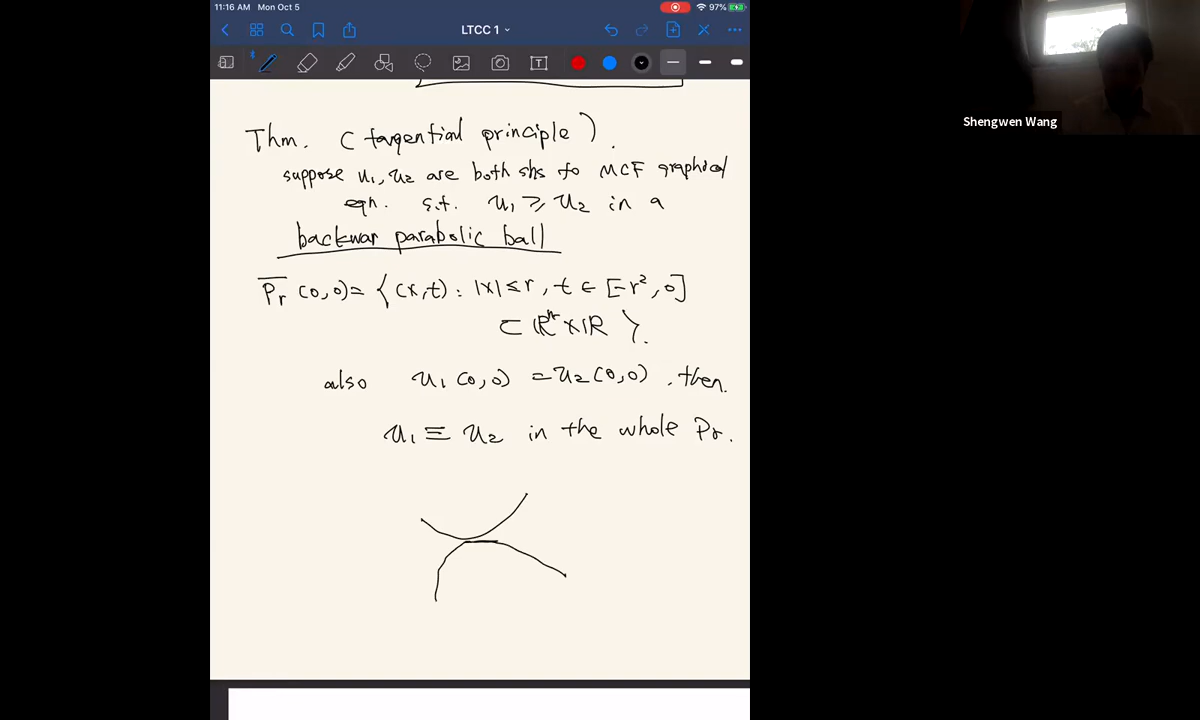 11:16 AM Mon Oct 5
97%
LTCC 1
Shengwen Wang
Thm. (tangential principle).
suppose u₁, u₂ are both slns to MCF graphical
eqn. s.t. u₁ ≥ u₂ in a
backwar parabolic ball
P̅r (0,0) = { (x,t) : |x| ≤ r, t ∈ [-r², 0]
⊂ ℝⁿ × ℝ }.
also u₁ (0,0) = u₂ (0,0), then.
u₁ ≡ u₂ in the whole Pr.